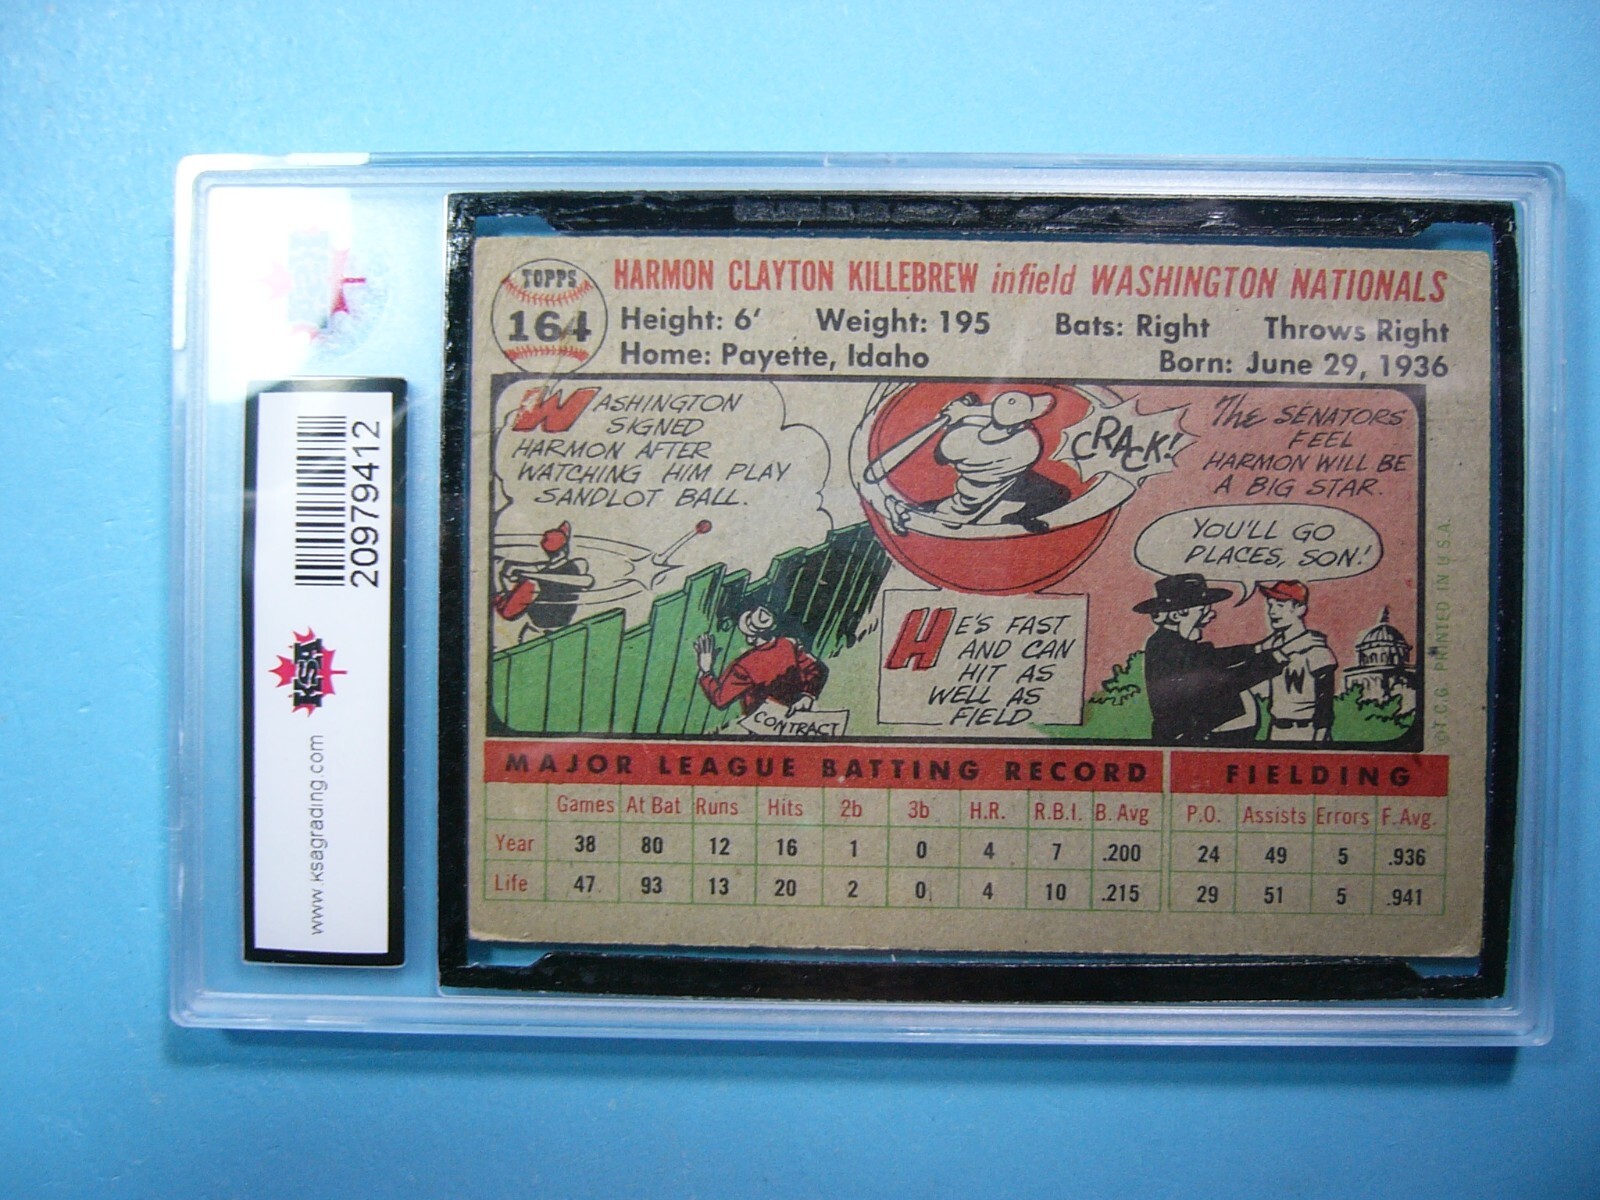 TOPPS
164
HARMON CLAYTON KILLEBREW infield WASHINGTON NATIONALS
Height: 6' Weight: 195 Bats: Right Throws Right
Home: Payette, Idaho Born: June 29, 1936
WASHINGTON
SIGNED
HARMON AFTER
WATCHING HIM PLAY
SANDLOT BALL.
CONTRACT
CRACK!
HE'S FAST
AND CAN
HIT AS
WELL AS
FIELD
The SENATORS
FEEL
HARMON WILL BE
A BIG STAR.
YOU'LL GO
PLACES, SON!
W
© T.C.G. PRINTED IN U.S.A.
MAJOR LEAGUE BATTING RECORD FIELDING
Games At Bat Runs Hits 2b 3b H.R. R.B.I. B. Avg P.O. Assists Errors F. Avg.
Year 38 80 12 16 1 0 4 7 .200 24 49 5 .936
Life 47 93 13 20 2 0 4 10 .215 29 51 5 .941
20979412
KSA
www.ksagrading.com